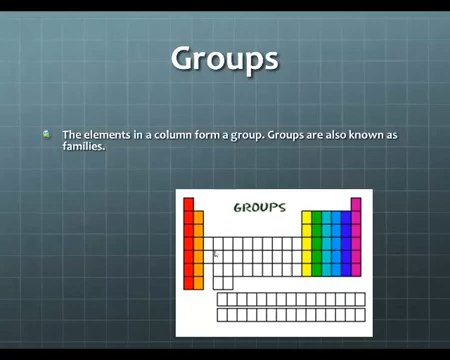 Groups
The elements in a column form a group. Groups are also known as
families.
GROUPS